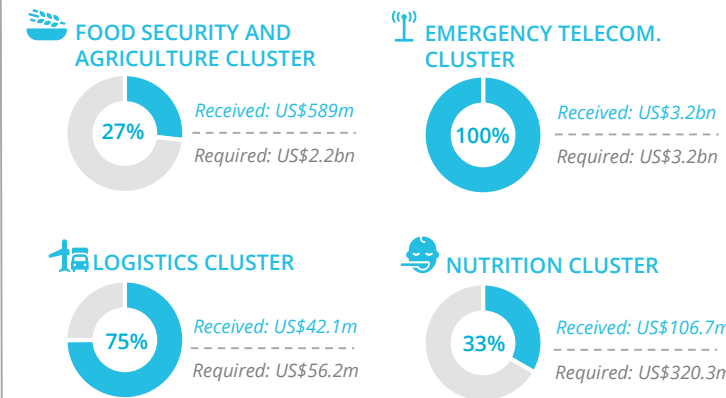 FOOD SECURITY AND
AGRICULTURE CLUSTER
27%
Received: US$589m
Required: US$2.2bn
EMERGENCY TELECOM.
CLUSTER
100%
Received: US$3.2bn
Required: US$3.2bn
LOGISTICS CLUSTER
75%
Received: US$42.1m
Required: US$56.2m
NUTRITION CLUSTER
33%
Received: US$106.7m
Required: US$320.3m